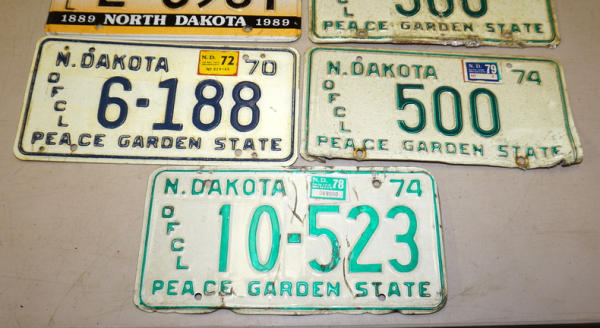 1889 NORTH DAKOTA 1989
PEACE GARDEN STATE
N. DAKOTA N.D. 72 70
OFCL 6-188
PEACE GARDEN STATE
N. DAKOTA N.D. 79 74
OFCL 500
PEACE GARDEN STATE
N. DAKOTA N.D. 78 74
OFCL 10-523
PEACE GARDEN STATE